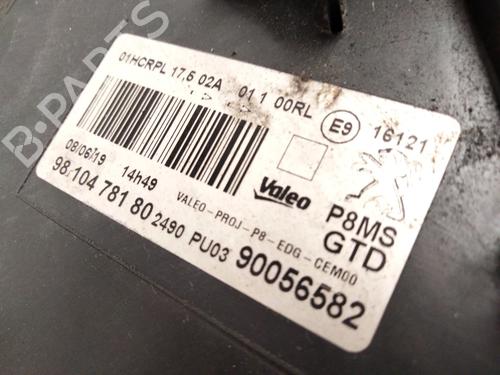 B-PARTS
01HCRPL 17,5 02A 01 1 00RL E9 16121
08/06/19 14h49
Valeo P8MS
VALEO-PROJ-P8-EDG-CEM00 GTD
98 104 781 80 2490 PU03 90056582